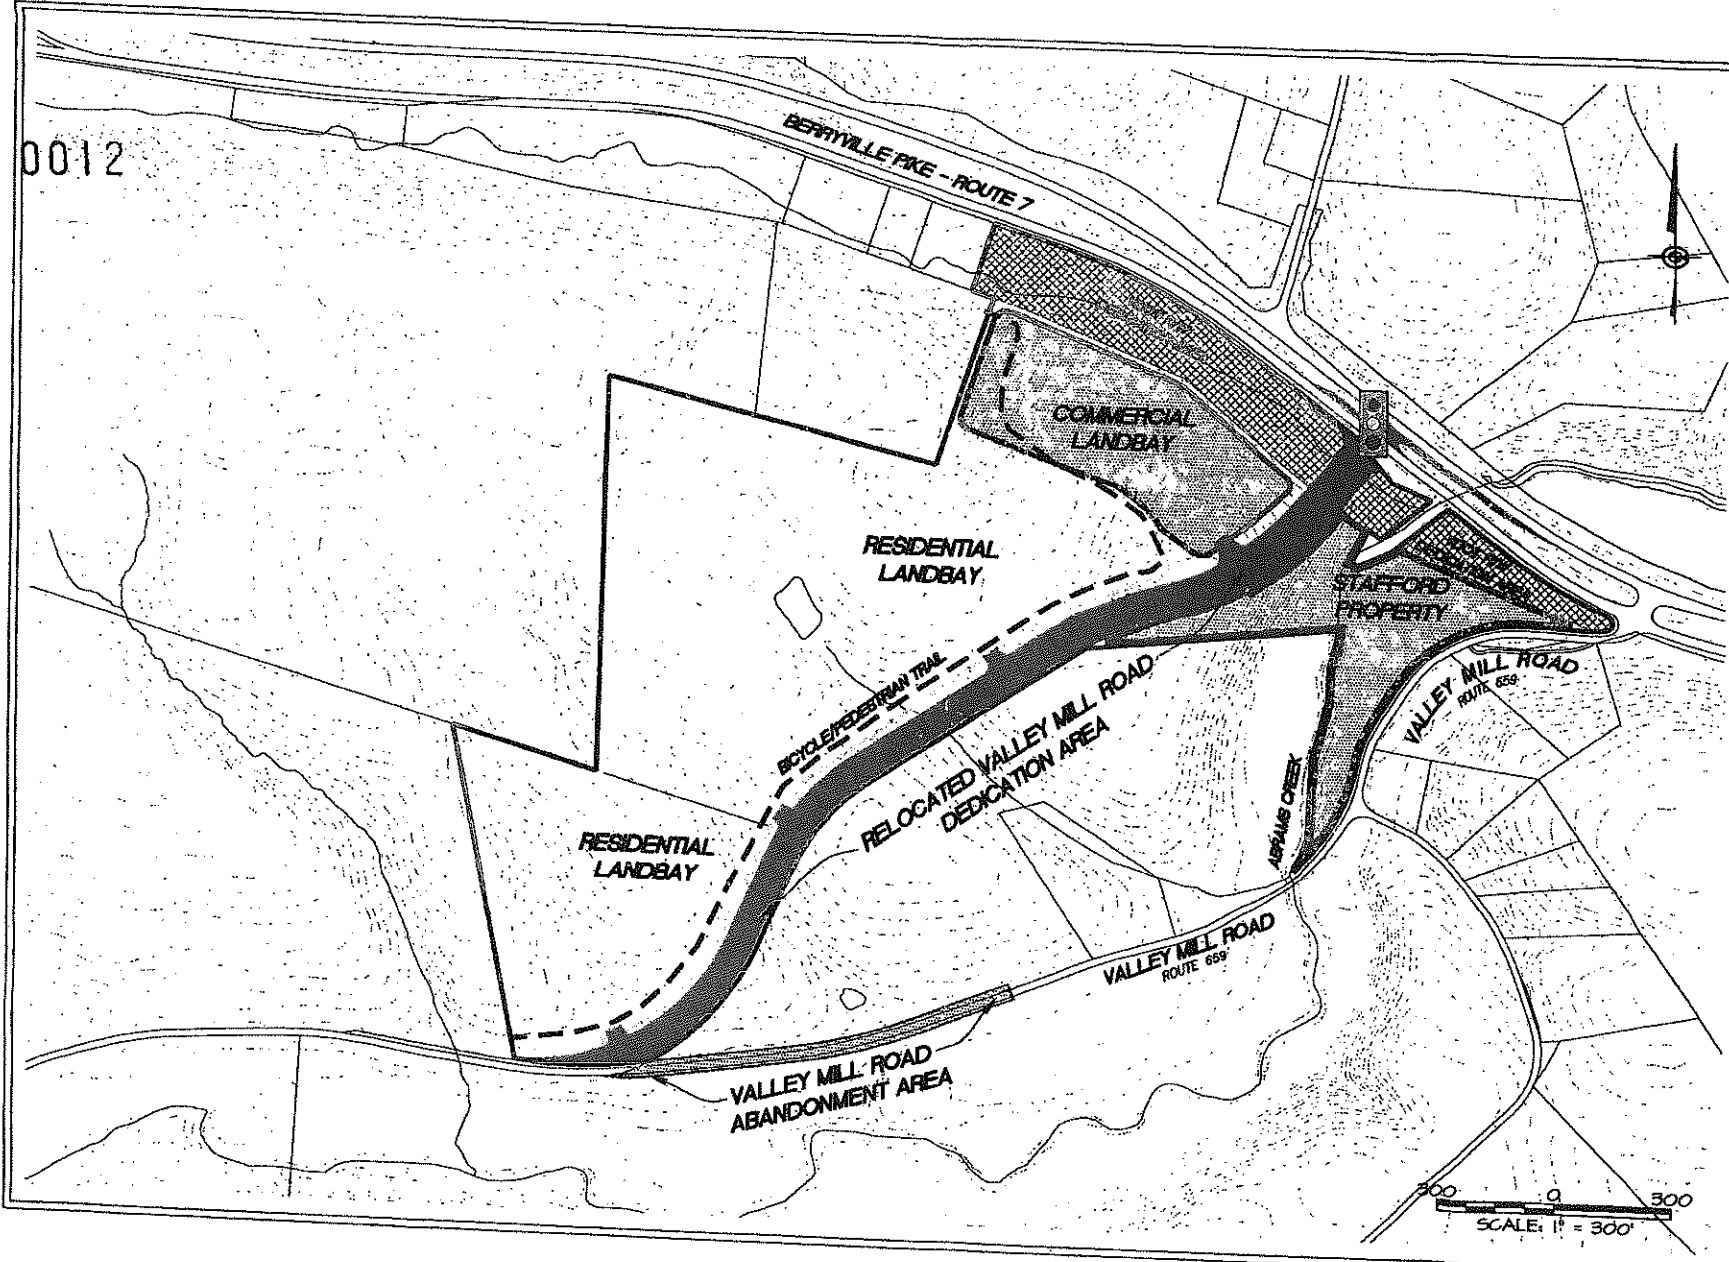 0012
BERRYVILLE PIKE - ROUTE 7
COMMERCIAL
LANDBAY
RESIDENTIAL
LANDBAY
STAFFORD
PROPERTY
VALLEY MILL ROAD
ROUTE 659
BICYCLE/PEDESTRIAN TRAIL
RELOCATED VALLEY MILL ROAD
DEDICATION AREA
ABRAMS CREEK
RESIDENTIAL
LANDBAY
VALLEY MILL ROAD
ROUTE 659
VALLEY MILL ROAD
ABANDONMENT AREA
300 0 300
SCALE: 1" = 300'